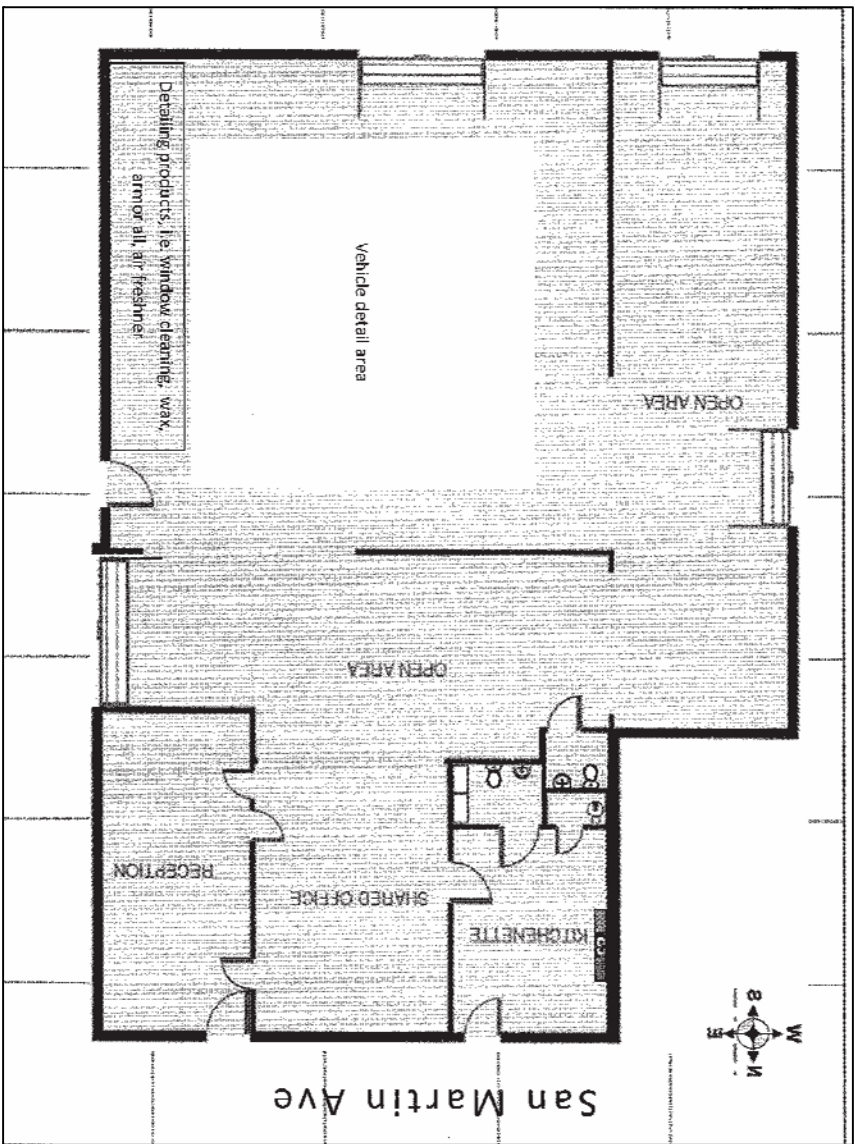 Detailing products, i.e. window cleaning, wax,
armor all, air freshner
Vehicle detail area
OPEN AREA
OPEN AREA
RECEPTION
SHARED OFFICE
KITCHENETTE
W
S
N
E
San Martin Ave